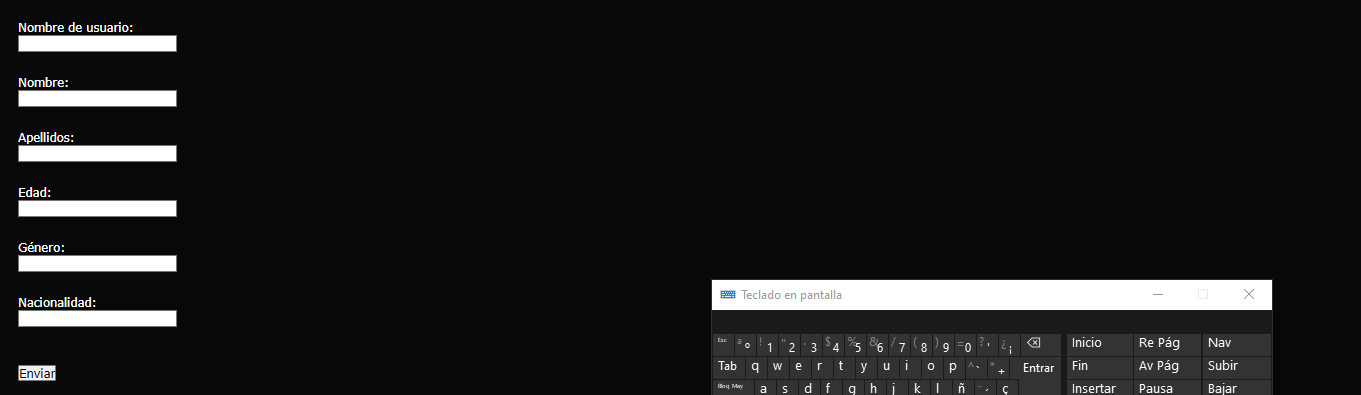 Nombre de usuario:
Nombre:
Apellidos:
Edad:
Género:
Nacionalidad:
Enviar
Teclado en pantalla
Esc ª º ! 1 " 2 · 3 $ 4 % 5 & 6 / 7 ( 8 ) 9 = 0 ? ' ¿ ¡ Inicio Re Pág Nav
Tab q w e r t y u i o p ^ ` * + Entrar Fin Av Pág Subir
Bloq May a s d f g h j k l ñ ¨ ´ ç Insertar Pausa Bajar